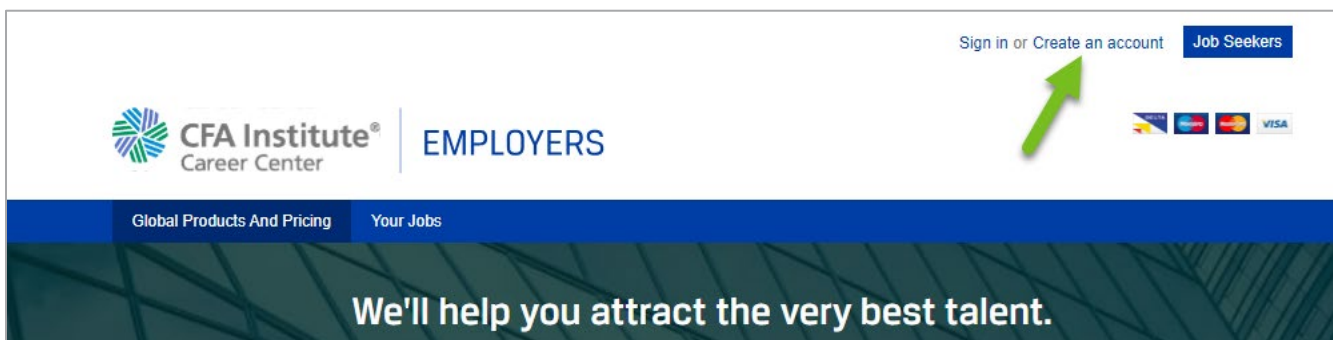 Sign in or Create an account
Job Seekers
CFA Institute®
Career Center
EMPLOYERS
DELTA
VISA
Global Products And Pricing
Your Jobs
We'll help you attract the very best talent.